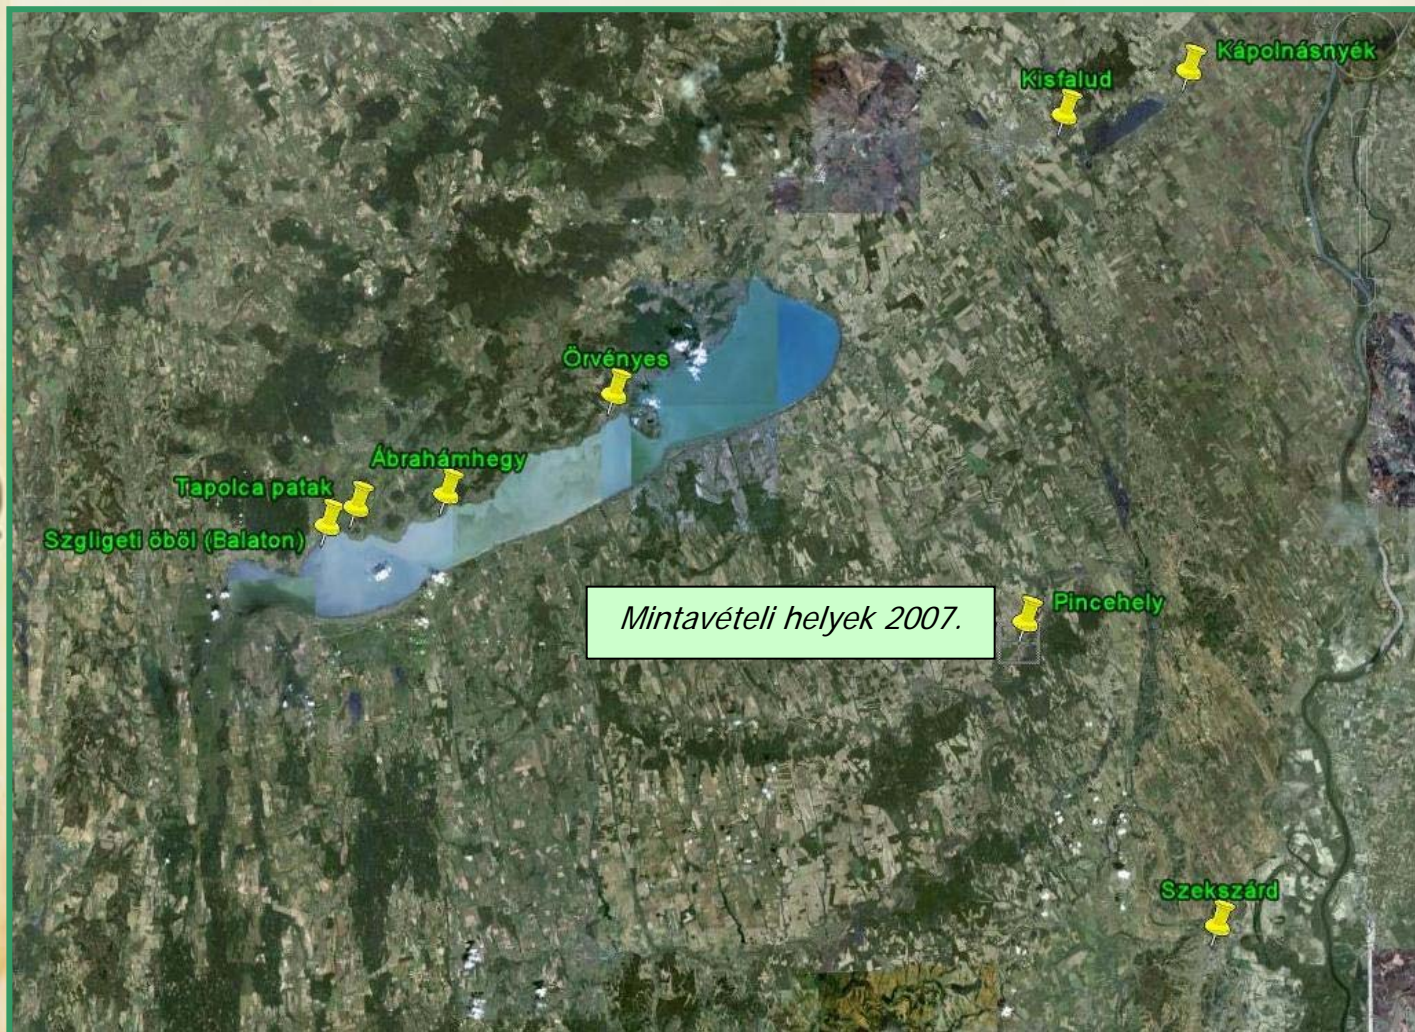 Kápolnásnyék
Kisfalud
Örvényes
Ábrahámhegy
Tapolca patak
Szgligeti öböl (Balaton)
Mintavételi helyek 2007.
Pincehely
Szekszárd